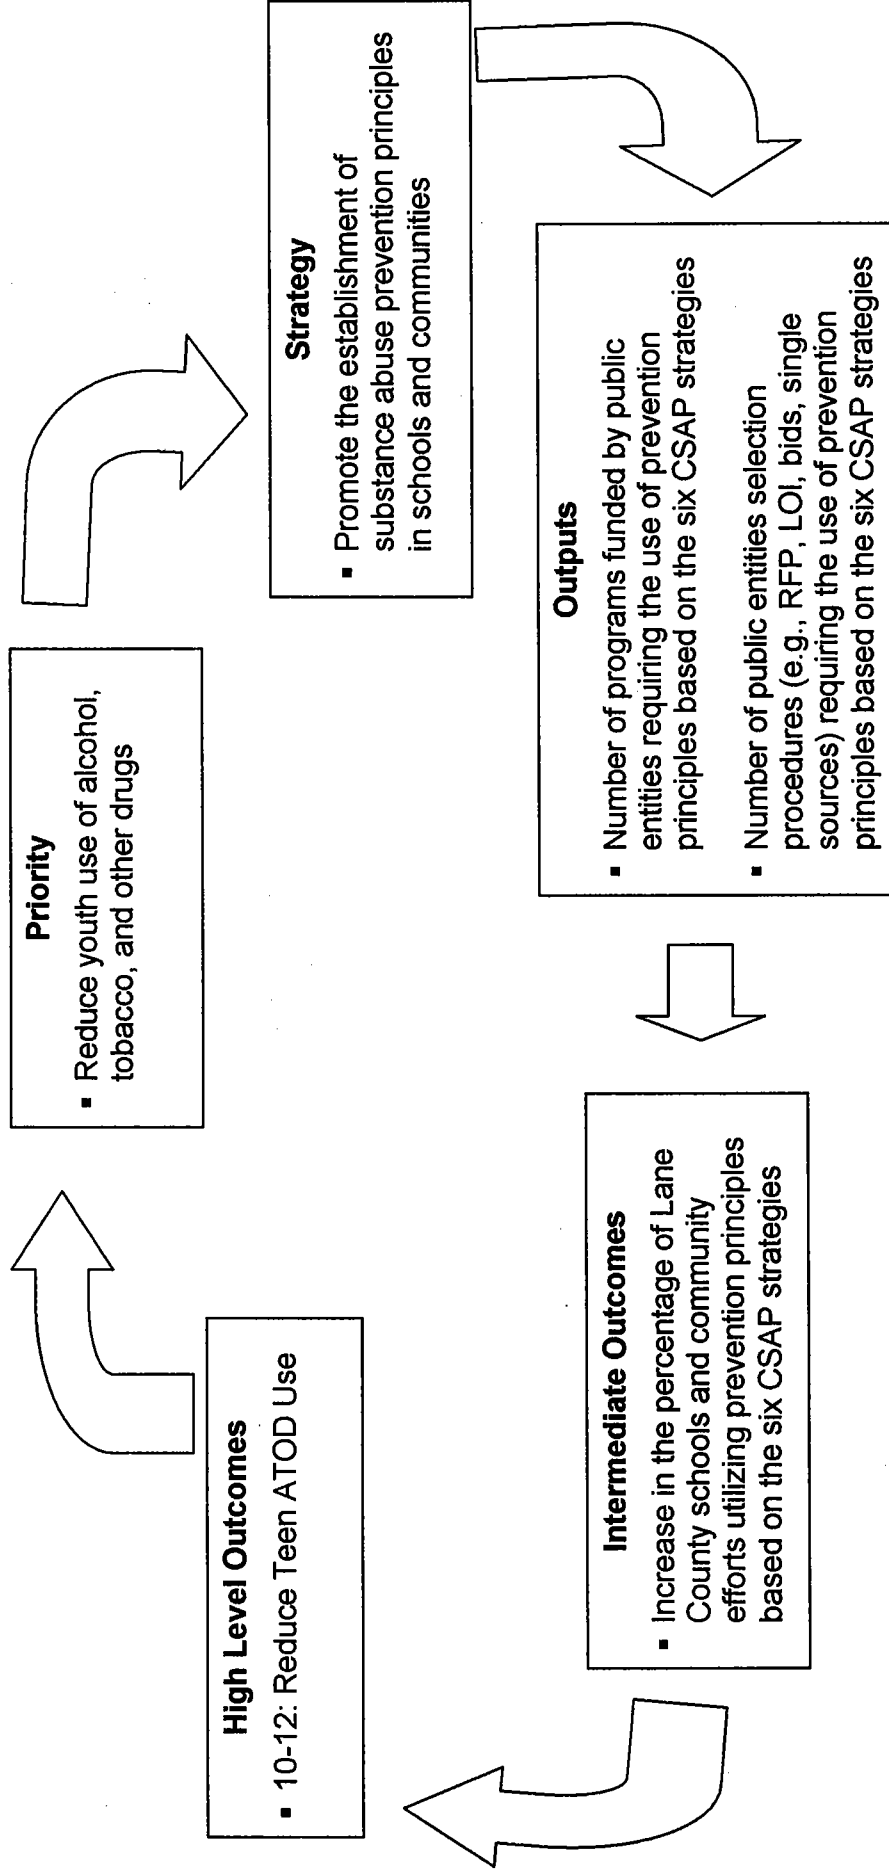 Priority
▪ Reduce youth use of alcohol,
tobacco, and other drugs
Strategy
▪ Promote the establishment of
substance abuse prevention principles
in schools and communities
Outputs
▪ Number of programs funded by public
entities requiring the use of prevention
principles based on the six CSAP strategies
▪ Number of public entities selection
procedures (e.g., RFP, LOI, bids, single
sources) requiring the use of prevention
principles based on the six CSAP strategies
Intermediate Outcomes
▪ Increase in the percentage of Lane
County schools and community
efforts utilizing prevention principles
based on the six CSAP strategies
High Level Outcomes
▪ 10-12: Reduce Teen ATOD Use